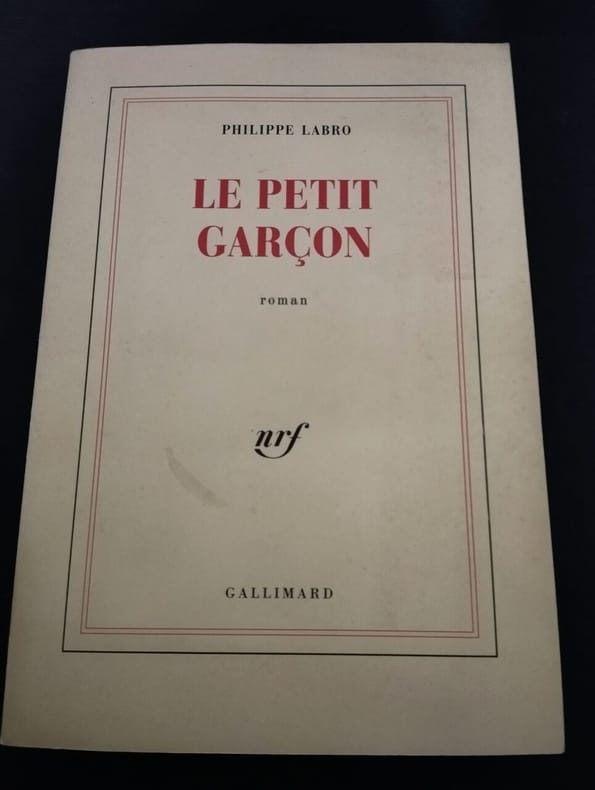 PHILIPPE LABRO
LE PETIT
GARÇON
roman
nrf
GALLIMARD